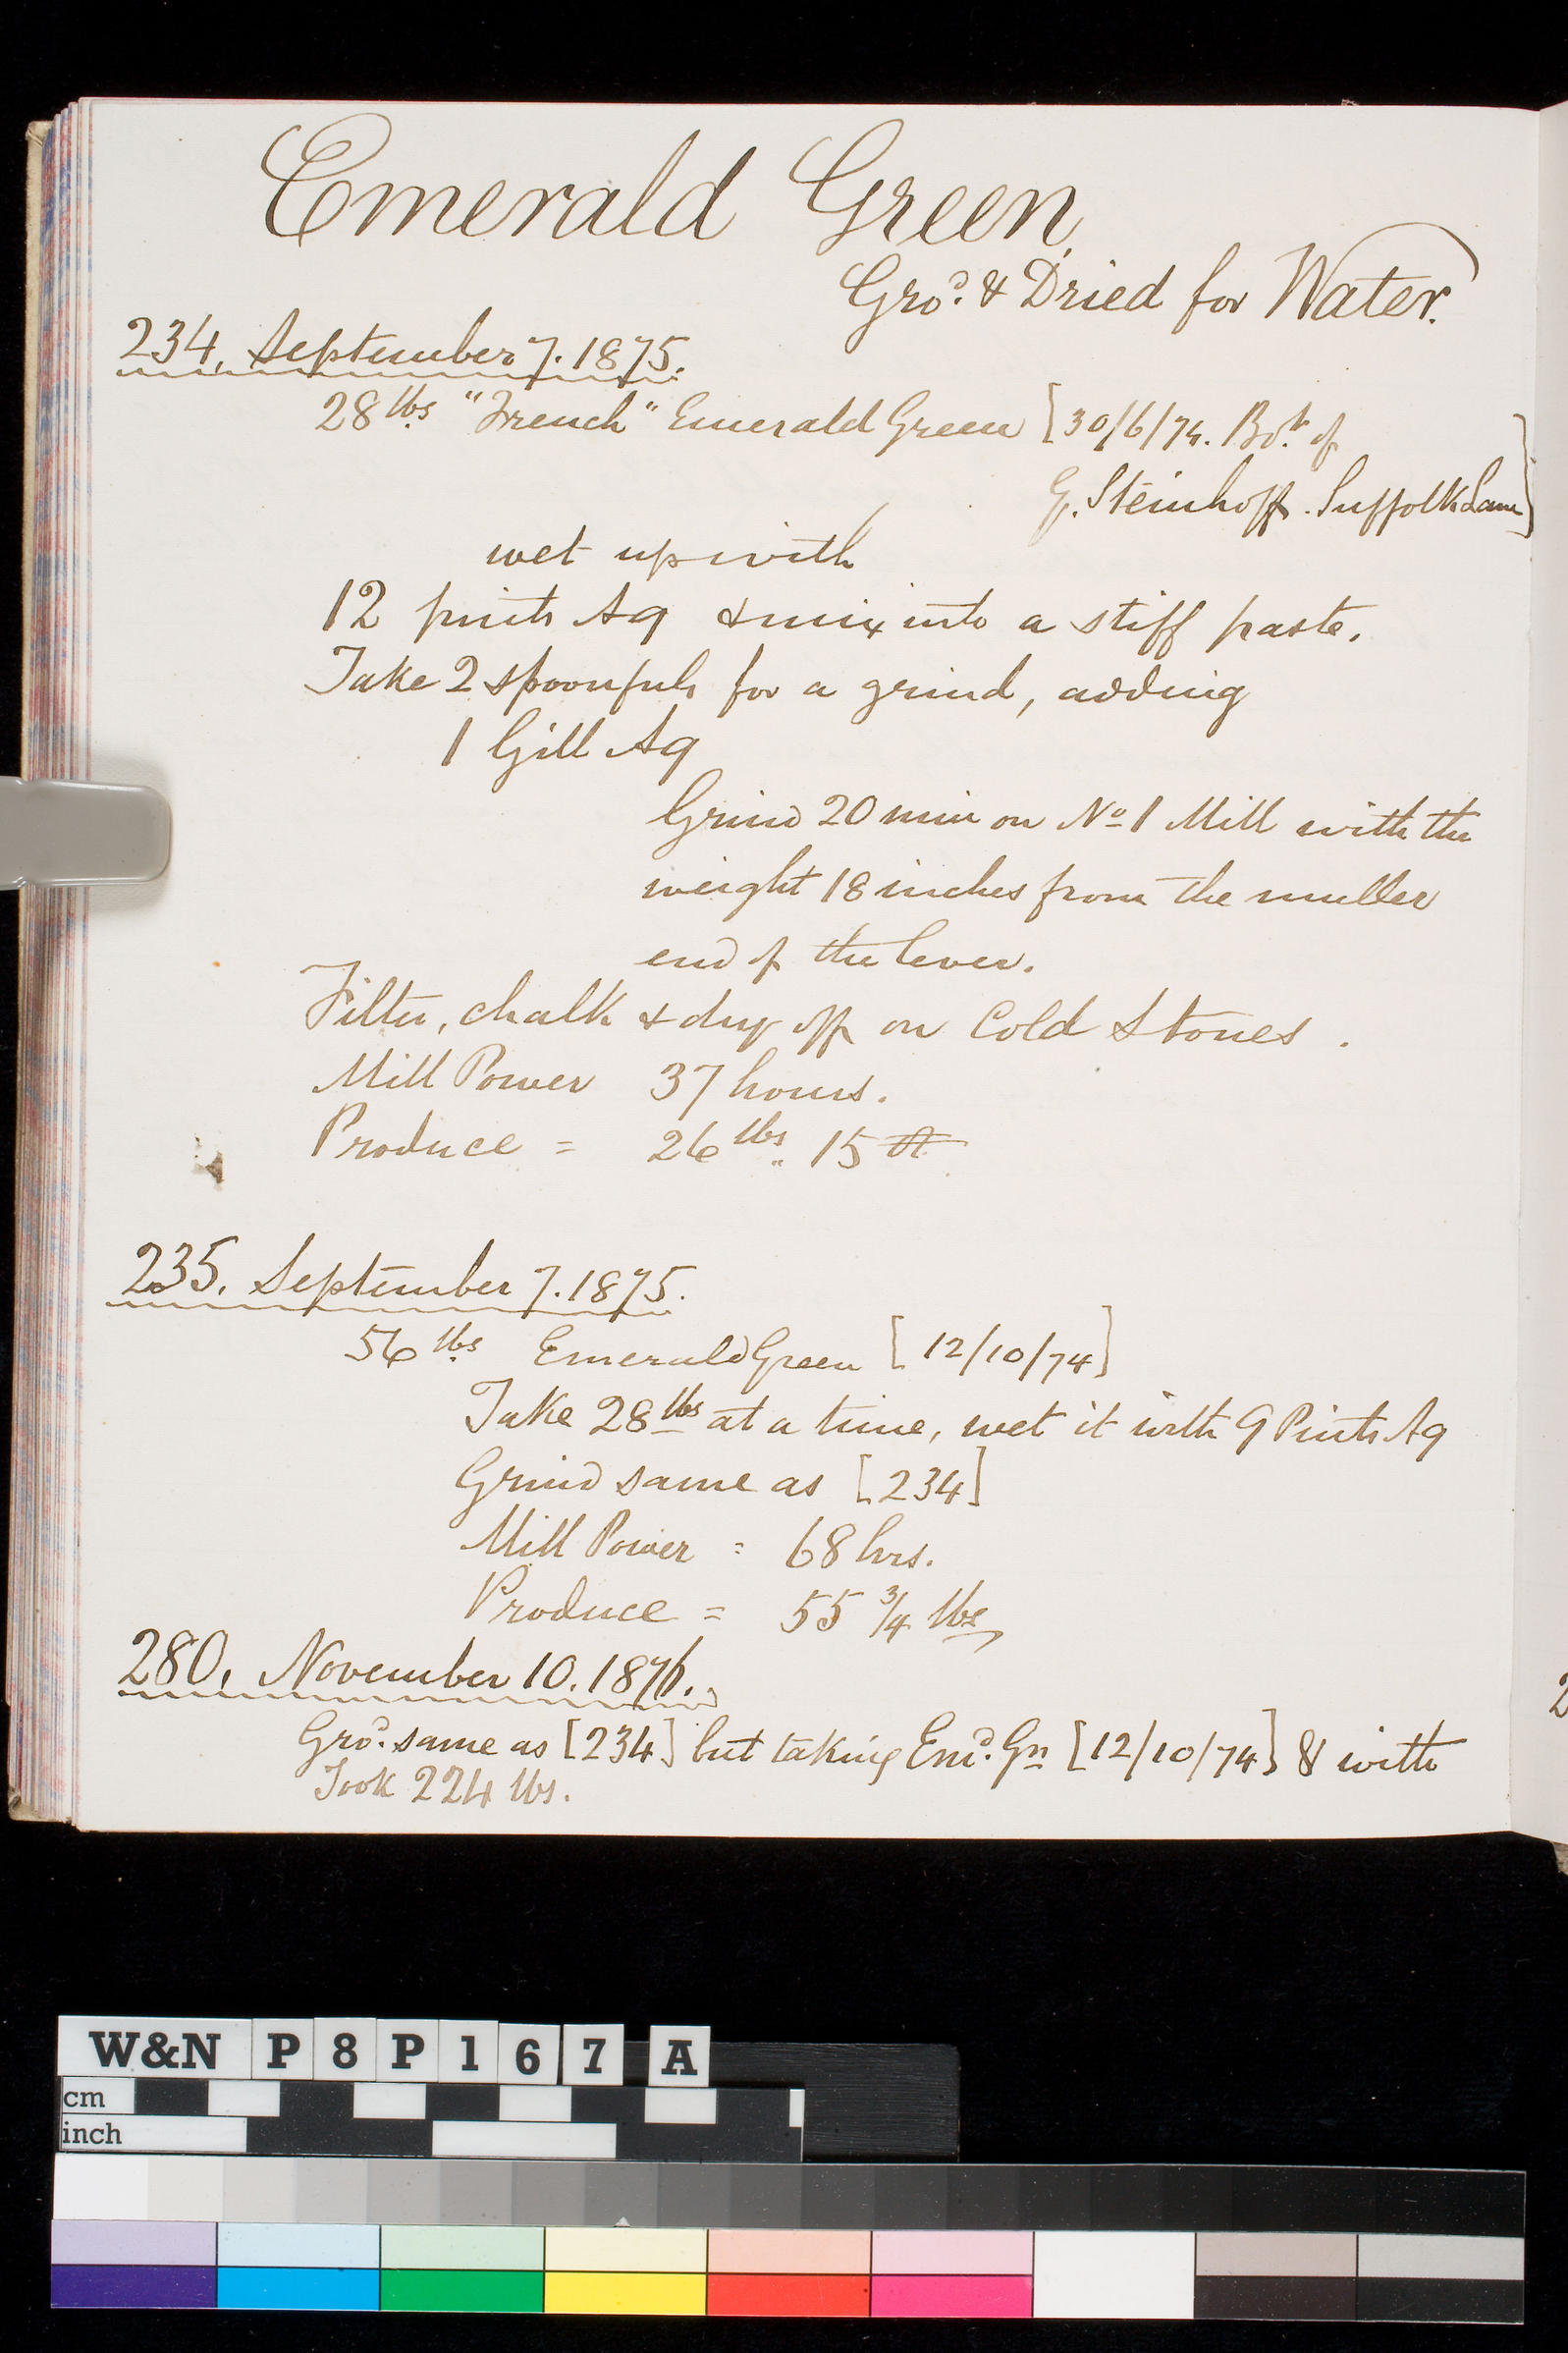 Emerald Green,
Gro^d. & Dried for Water.
234. September 7. 1875.
28 lbs "French" Emerald Green [30/6/74. Bo^t. of
G. Steinhoff. Suffolk Lane]
wet up with
12 pints Aq & mix into a stiff paste.
Take 2 spoonfuls for a grind, adding
1 Gill Aq
Grind 20 min on No 1 Mill with the
weight 18 inches from the muller
end of the lever.
Filter, chalk & dry off on Cold Stones.
Mill Power 37 hours.
Produce = 26 lbs. 15
235. September 7. 1875.
56 lbs Emerald Green [12/10/74]
Take 28 lbs at a time, wet it with 9 Pints Aq
Grind same as [234]
Mill Power = 68 hrs.
Produce = 55 3/4 lbs
280. November 10. 1876.
Gro^d. same as [234] but taking Em^d. Gn [12/10/74] & with
Took 224 lbs.
2
W&N P8P167 A
cm
inch